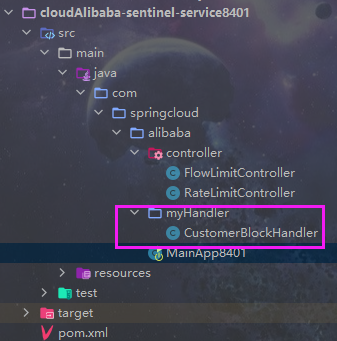 cloudAlibaba-sentinel-service8401
src
main
java
com
springcloud
alibaba
controller
FlowLimitController
RateLimitController
myHandler
CustomerBlockHandler
MainApp8401
resources
test
target
pom.xml